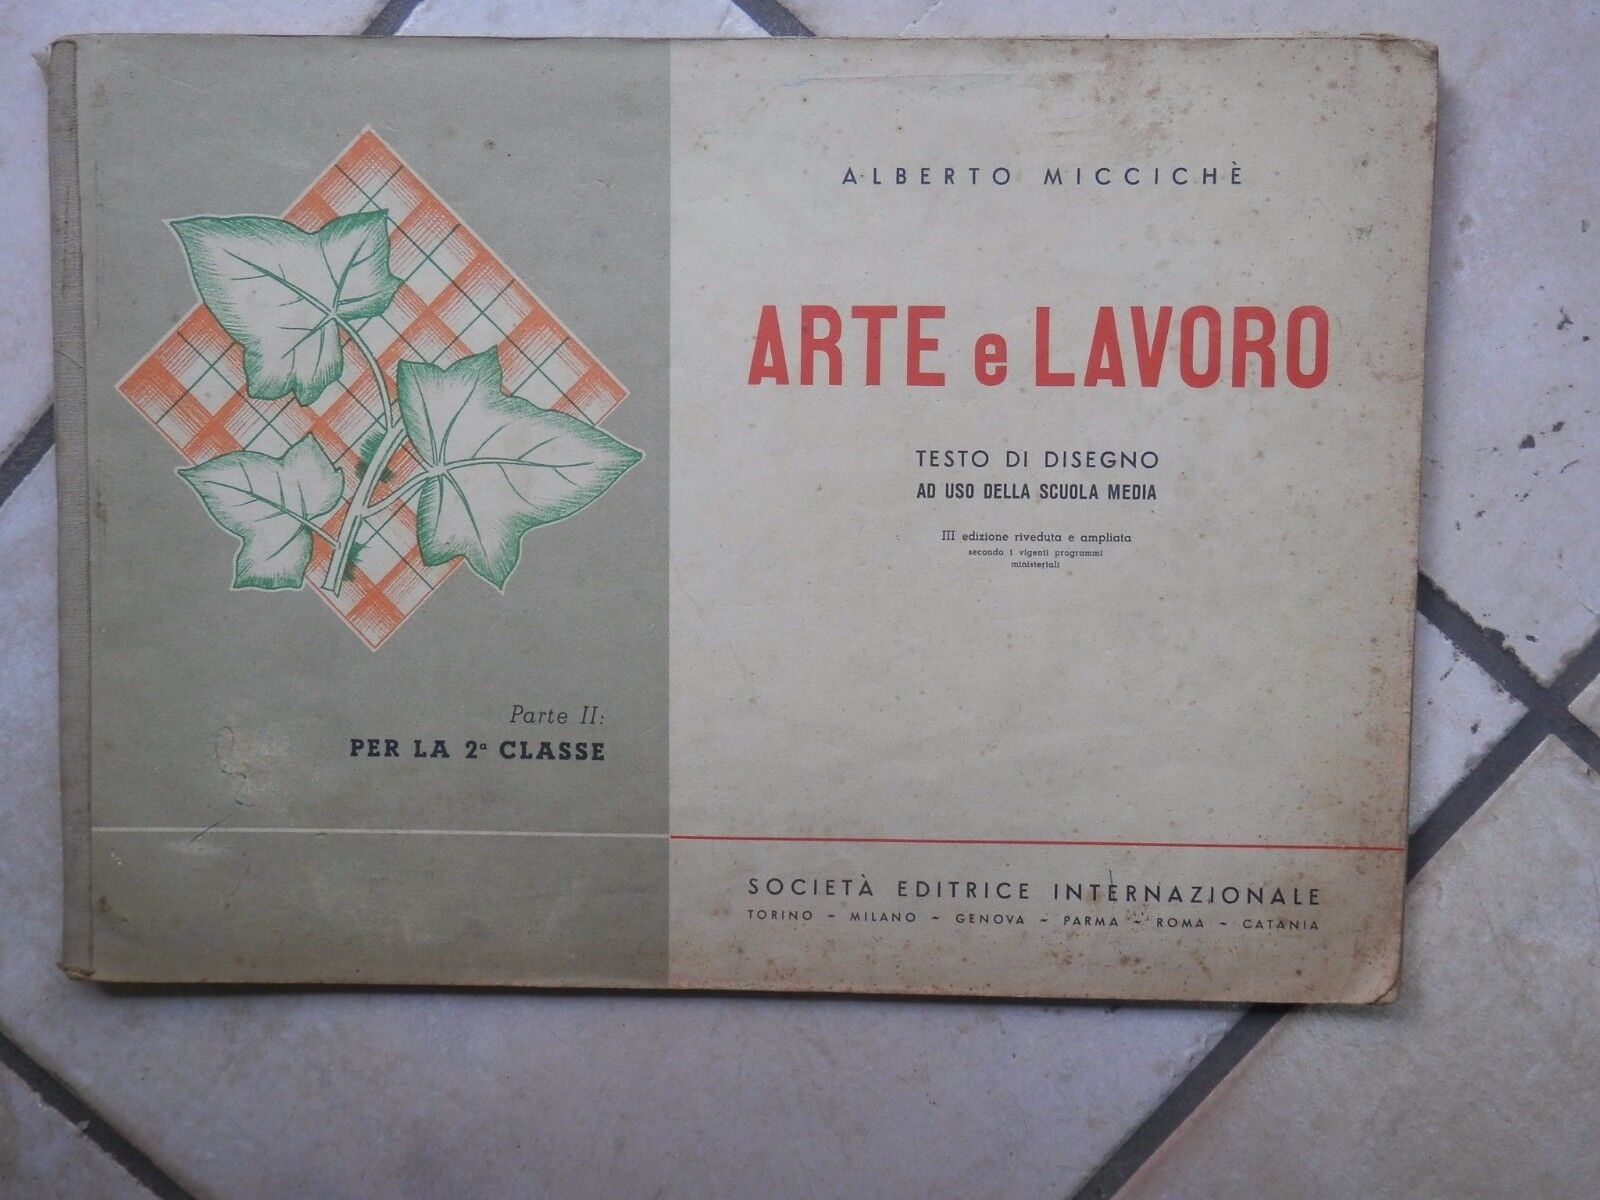 ALBERTO MICCICHÈ
ARTE e LAVORO
TESTO DI DISEGNO
AD USO DELLA SCUOLA MEDIA
III edizione riveduta e ampliata
secondo i vigenti programmi
ministeriali
Parte II:
PER LA 2ª CLASSE
SOCIETÀ EDITRICE INTERNAZIONALE
TORINO ~ MILANO ~ GENOVA ~ PARMA ~ ROMA ~ CATANIA